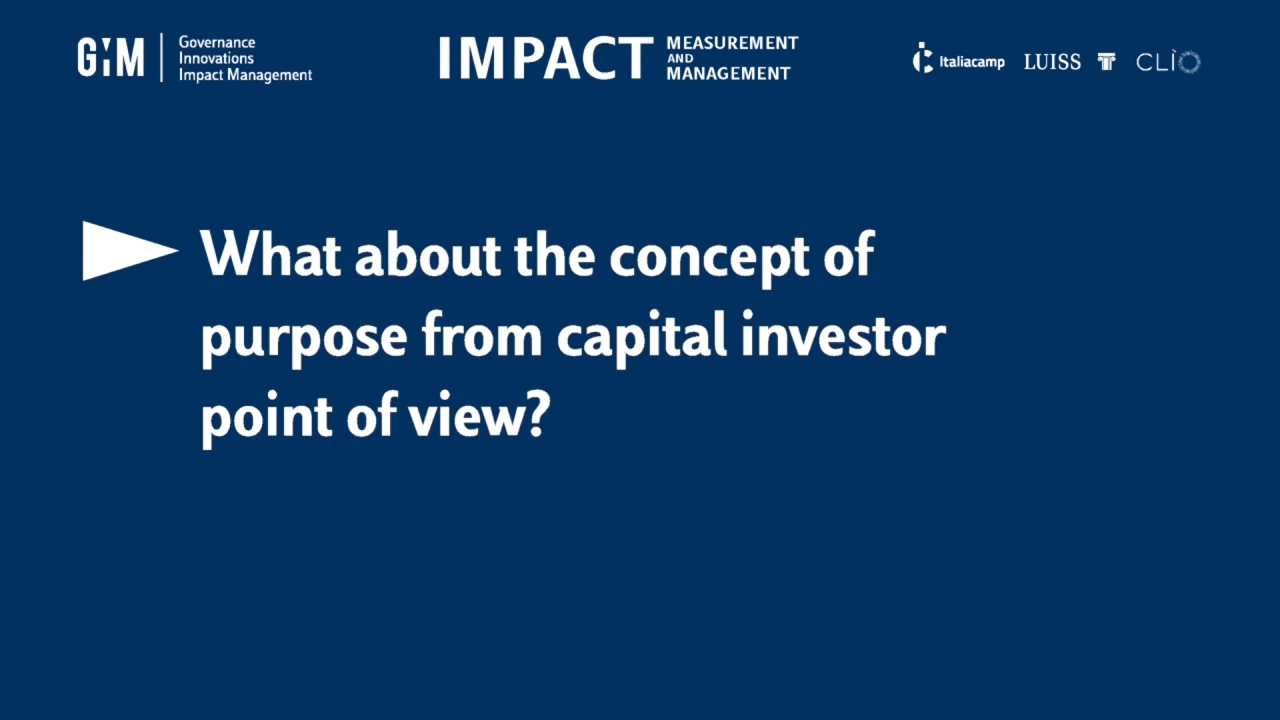 GIM
Governance
Innovations
Impact Management
IMPACT
MEASUREMENT
AND
MANAGEMENT
Italiacamp
LUISS
CLÌO
What about the concept of
purpose from capital investor
point of view?